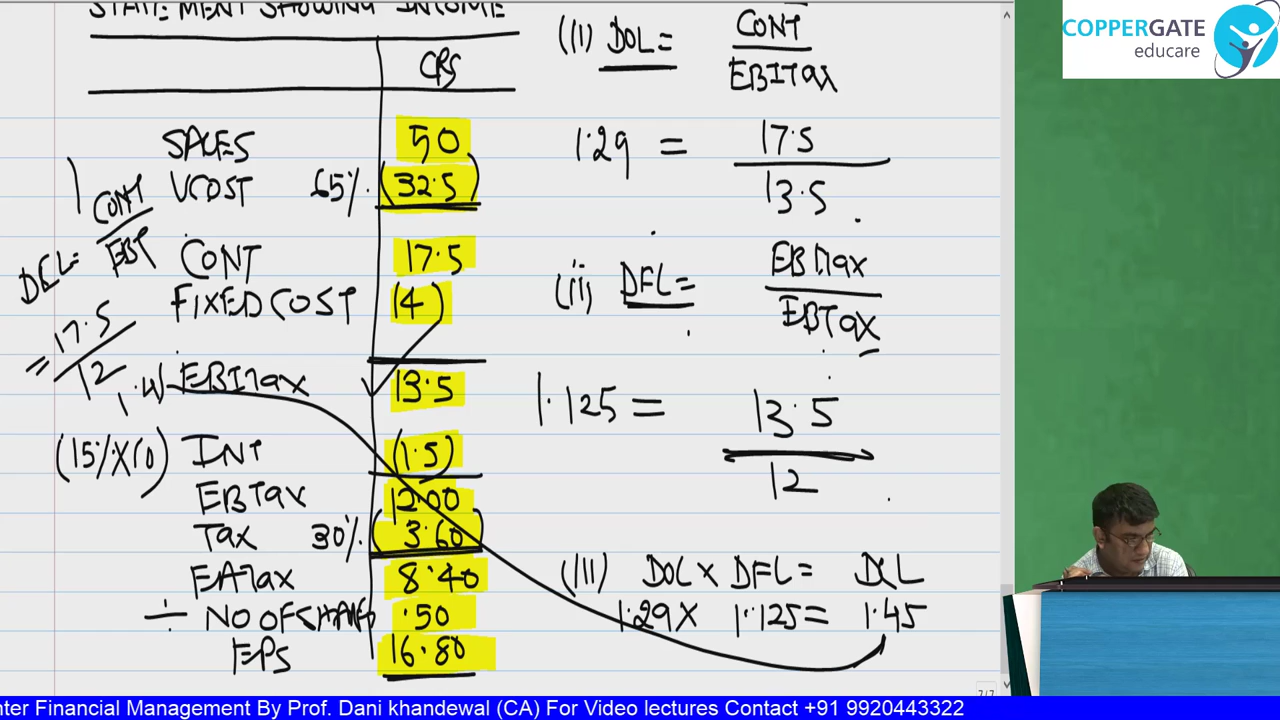 STATEMENT SHOWING INCOME
CRS
SALES 50
VCOST 65% (32.5)
CONT 17.5
FIXED COST (4)
EBITax 13.5
(15% X 10) INT (1.5)
EBTax 12.00
Tax 30% (3.60)
EATax 8.40
÷ NO OF SHARES .50
EPS 16.80
DCL = CONT / EBT
= 17.5 / 12
(i) DOL = CONT / EBITax
1.29 = 17.5 / 13.5
(ii) DFL = EBITax / EBTax
1.125 = 13.5 / 12
(III) DOL X DFL = DCL
1.29 X 1.125 = 1.45
COPPERGATE
educare
7/7
nter Financial Management By Prof. Dani khandewal (CA) For Video lectures Contact +91 9920443322